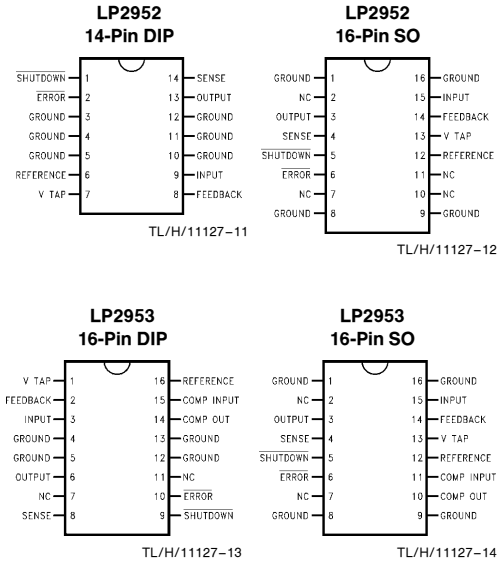 LP2952
14-Pin DIP
SHUTDOWN 1 14 SENSE
ERROR 2 13 OUTPUT
GROUND 3 12 GROUND
GROUND 4 11 GROUND
GROUND 5 10 GROUND
REFERENCE 6 9 INPUT
V TAP 7 8 FEEDBACK
TL/H/11127-11
LP2952
16-Pin SO
GROUND 1 16 GROUND
NC 2 15 INPUT
OUTPUT 3 14 FEEDBACK
SENSE 4 13 V TAP
SHUTDOWN 5 12 REFERENCE
ERROR 6 11 NC
NC 7 10 NC
GROUND 8 9 GROUND
TL/H/11127-12
LP2953
16-Pin DIP
V TAP 1 16 REFERENCE
FEEDBACK 2 15 COMP INPUT
INPUT 3 14 COMP OUT
GROUND 4 13 GROUND
GROUND 5 12 GROUND
OUTPUT 6 11 NC
NC 7 10 ERROR
SENSE 8 9 SHUTDOWN
TL/H/11127-13
LP2953
16-Pin SO
GROUND 1 16 GROUND
NC 2 15 INPUT
OUTPUT 3 14 FEEDBACK
SENSE 4 13 V TAP
SHUTDOWN 5 12 REFERENCE
ERROR 6 11 COMP INPUT
NC 7 10 COMP OUT
GROUND 8 9 GROUND
TL/H/11127-14